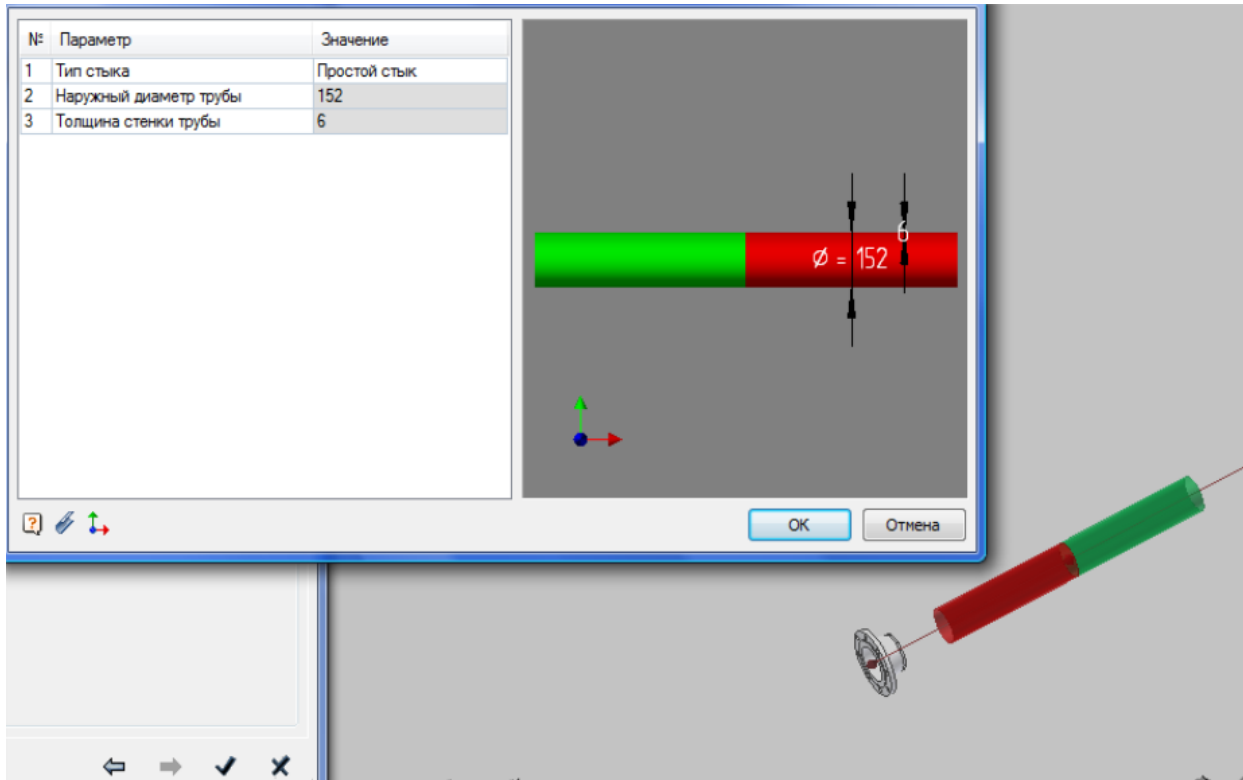 № Параметр Значение
1 Тип стыка Простой стык
2 Наружный диаметр трубы 152
3 Толщина стенки трубы 6
6
Ø = 152
?
OK Отмена